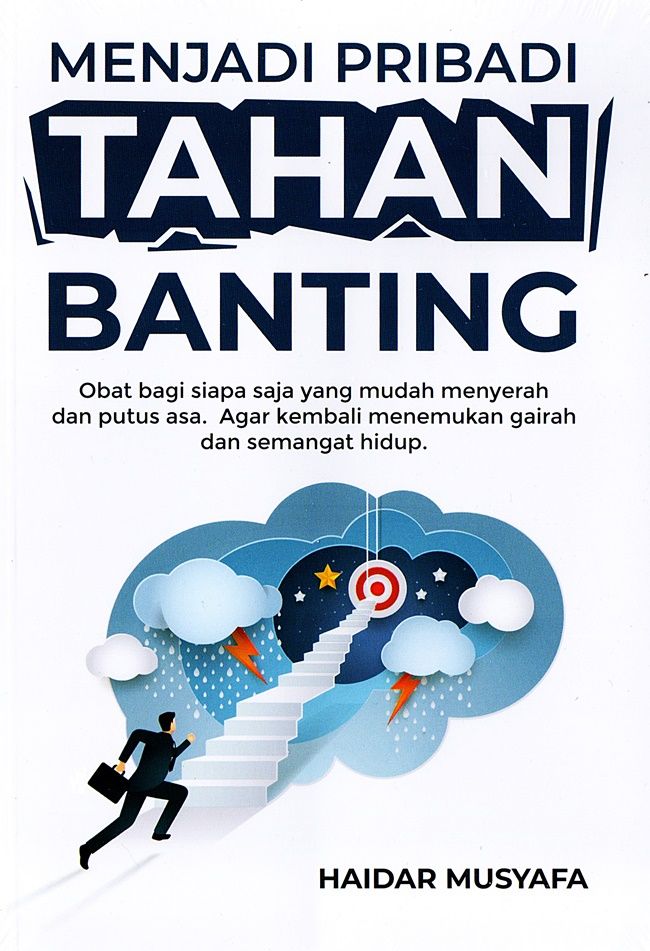 MENJADI PRIBADI
TAHAN
BANTING
Obat bagi siapa saja yang mudah menyerah
dan putus asa. Agar kembali menemukan gairah
dan semangat hidup.
HAIDAR MUSYAFA